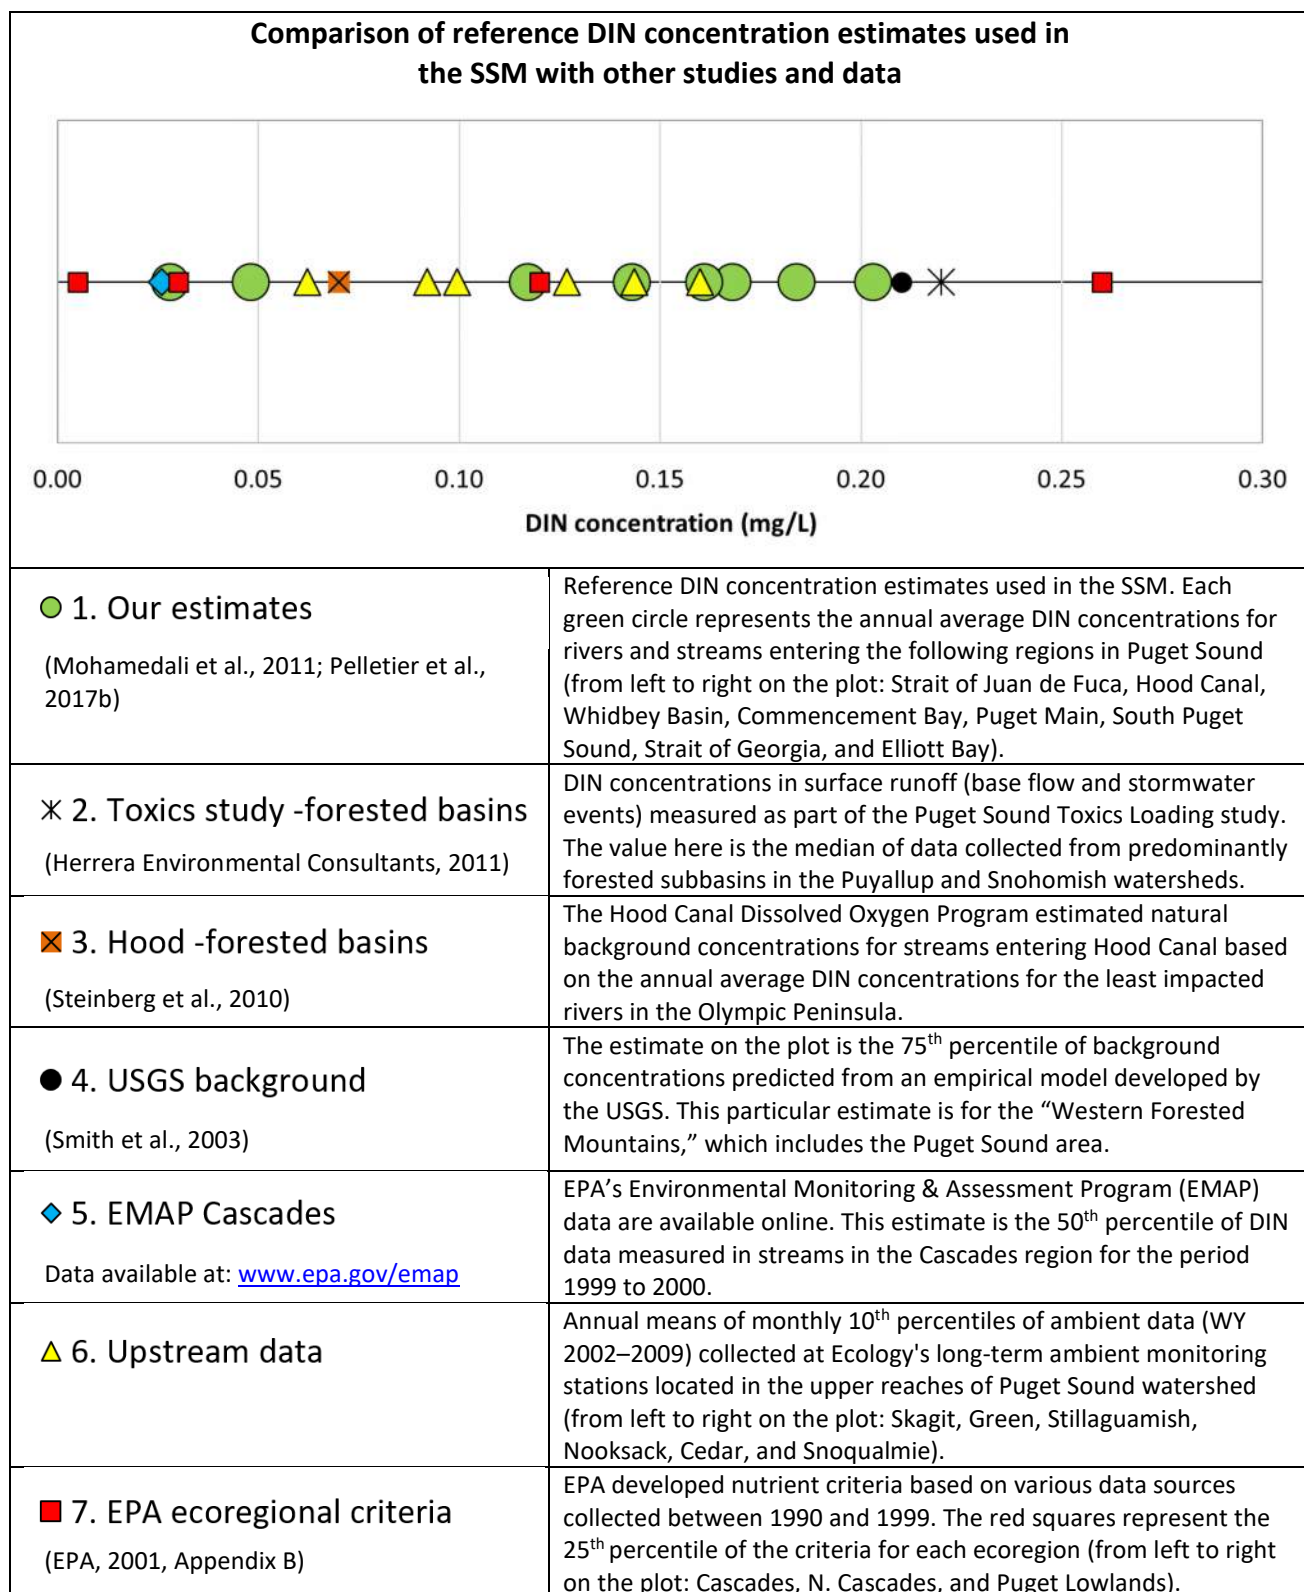 Comparison of reference DIN concentration estimates used in
the SSM with other studies and data
0.00 0.05 0.10 0.15 0.20 0.25 0.30
DIN concentration (mg/L)
1. Our estimates
(Mohamedali et al., 2011; Pelletier et al.,
2017b)
Reference DIN concentration estimates used in the SSM. Each
green circle represents the annual average DIN concentrations for
rivers and streams entering the following regions in Puget Sound
(from left to right on the plot: Strait of Juan de Fuca, Hood Canal,
Whidbey Basin, Commencement Bay, Puget Main, South Puget
Sound, Strait of Georgia, and Elliott Bay).
2. Toxics study -forested basins
(Herrera Environmental Consultants, 2011)
DIN concentrations in surface runoff (base flow and stormwater
events) measured as part of the Puget Sound Toxics Loading study.
The value here is the median of data collected from predominantly
forested subbasins in the Puyallup and Snohomish watersheds.
3. Hood -forested basins
(Steinberg et al., 2010)
The Hood Canal Dissolved Oxygen Program estimated natural
background concentrations for streams entering Hood Canal based
on the annual average DIN concentrations for the least impacted
rivers in the Olympic Peninsula.
4. USGS background
(Smith et al., 2003)
The estimate on the plot is the 75th percentile of background
concentrations predicted from an empirical model developed by
the USGS. This particular estimate is for the “Western Forested
Mountains,” which includes the Puget Sound area.
5. EMAP Cascades
Data available at: www.epa.gov/emap
EPA’s Environmental Monitoring & Assessment Program (EMAP)
data are available online. This estimate is the 50th percentile of DIN
data measured in streams in the Cascades region for the period
1999 to 2000.
6. Upstream data
Annual means of monthly 10th percentiles of ambient data (WY
2002–2009) collected at Ecology's long-term ambient monitoring
stations located in the upper reaches of Puget Sound watershed
(from left to right on the plot: Skagit, Green, Stillaguamish,
Nooksack, Cedar, and Snoqualmie).
7. EPA ecoregional criteria
(EPA, 2001, Appendix B)
EPA developed nutrient criteria based on various data sources
collected between 1990 and 1999. The red squares represent the
25th percentile of the criteria for each ecoregion (from left to right
on the plot: Cascades, N. Cascades, and Puget Lowlands).